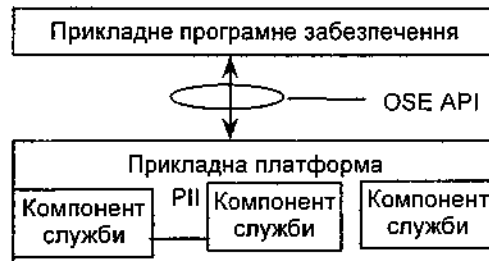 Прикладне програмне забезпечення
OSE API
Прикладна платформа
PII
Компонент
служби
Компонент
служби
Компонент
служби